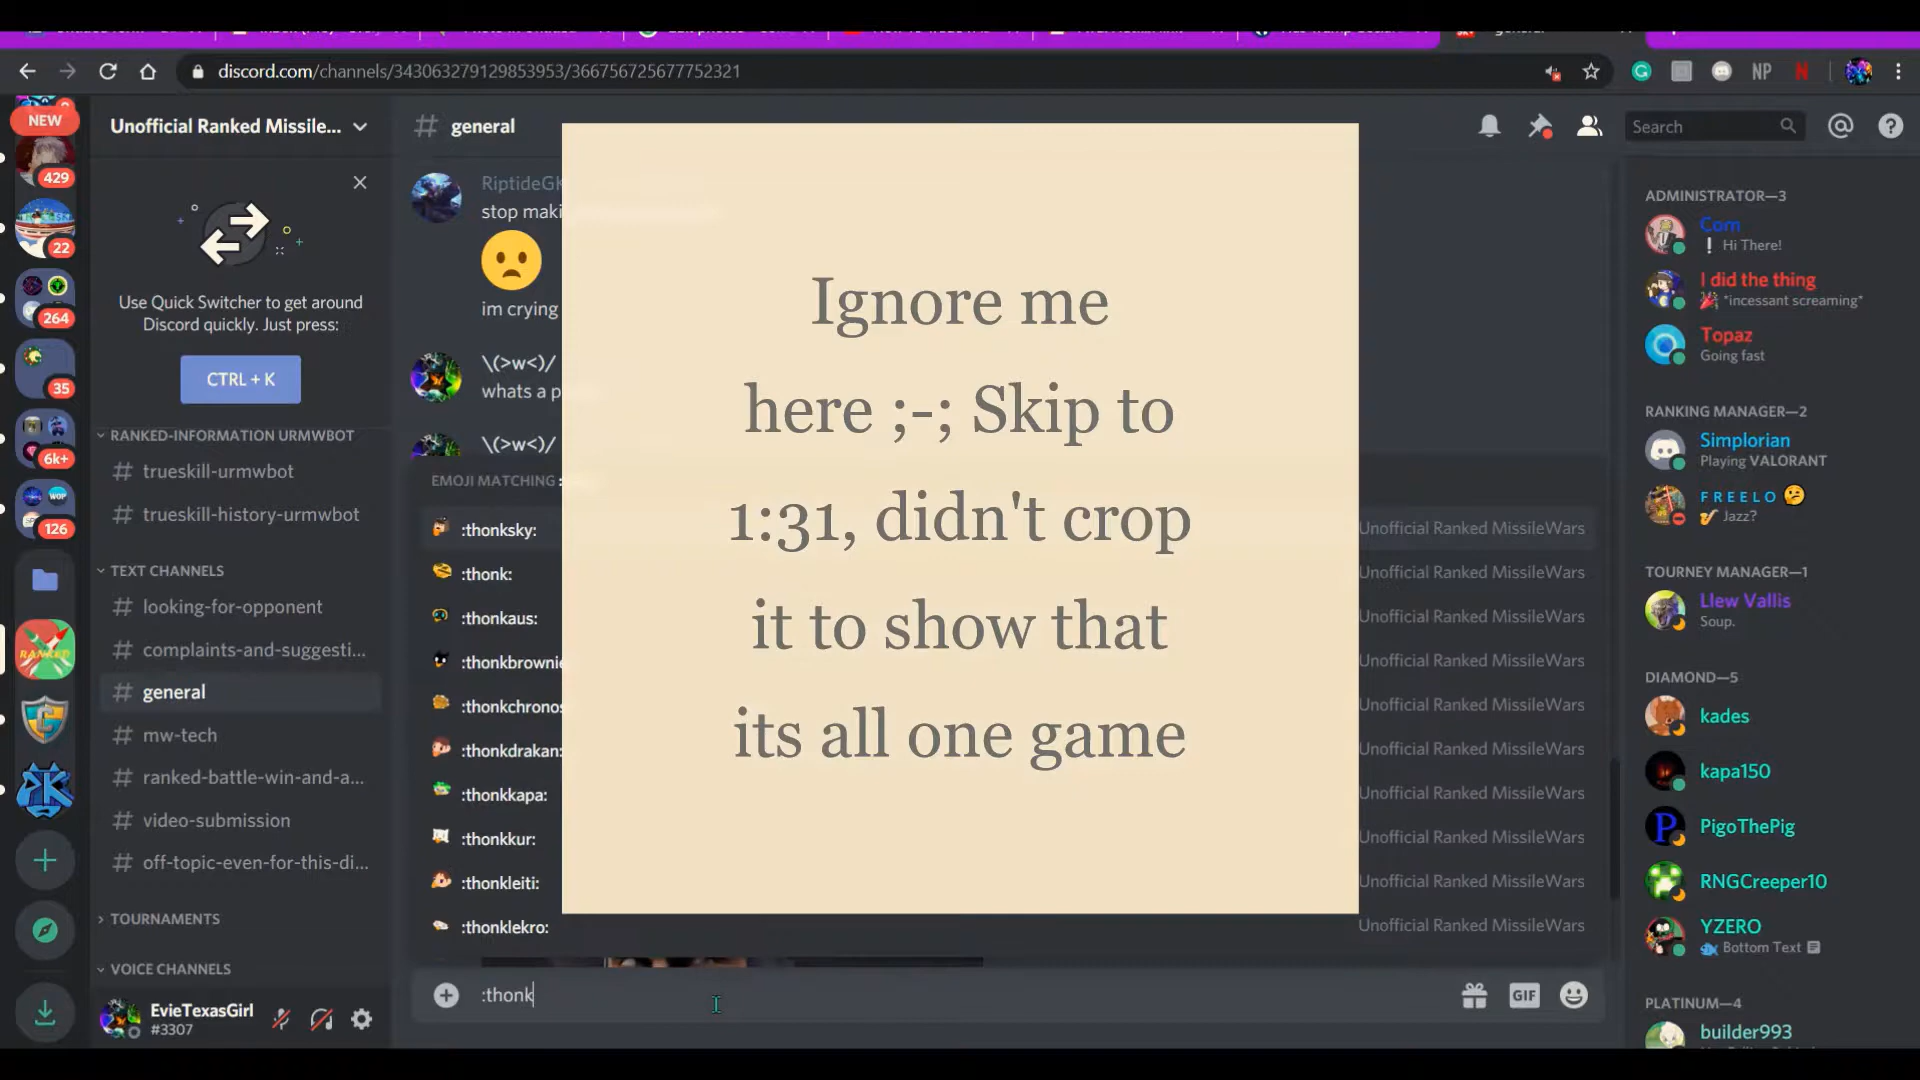 discord.com/channels/343063279129853953/366756725677752321
NP
NEW
429
22
264
35
6k+
126
WOP
RANKED
Unofficial Ranked Missile...
Use Quick Switcher to get around
Discord quickly. Just press:
CTRL + K
RANKED-INFORMATION URMWBOT
trueskill-urmwbot
trueskill-history-urmwbot
TEXT CHANNELS
looking-for-opponent
complaints-and-suggesti...
general
mw-tech
ranked-battle-win-and-a...
video-submission
off-topic-even-for-this-di...
TOURNAMENTS
VOICE CHANNELS
EvieTexasGirl
#3307
general
Search
RiptideGK
stop maki
im crying
\(>w<)/
whats a p
\(>w<)/
EMOJI MATCHING :
:thonksky:
Unofficial Ranked MissileWars
:thonk:
Unofficial Ranked MissileWars
:thonkaus:
Unofficial Ranked MissileWars
:thonkbrownie
Unofficial Ranked MissileWars
:thonkchronos
Unofficial Ranked MissileWars
:thonkdrakan:
Unofficial Ranked MissileWars
:thonkkapa:
Unofficial Ranked MissileWars
:thonkkur:
Unofficial Ranked MissileWars
:thonkleiti:
Unofficial Ranked MissileWars
:thonklekro:
Unofficial Ranked MissileWars
:thonk
GIF
Ignore me
here ;-; Skip to
1:31, didn't crop
it to show that
its all one game
ADMINISTRATOR—3
Com
Hi There!
I did the thing
*incessant screaming*
Topaz
Going fast
RANKING MANAGER—2
Simplorian
Playing VALORANT
F R E E L O
Jazz?
TOURNEY MANAGER—1
Llew Vallis
Soup.
DIAMOND—5
kades
kapa150
PigoThePig
RNGCreeper10
YZERO
Bottom Text
PLATINUM—4
builder993